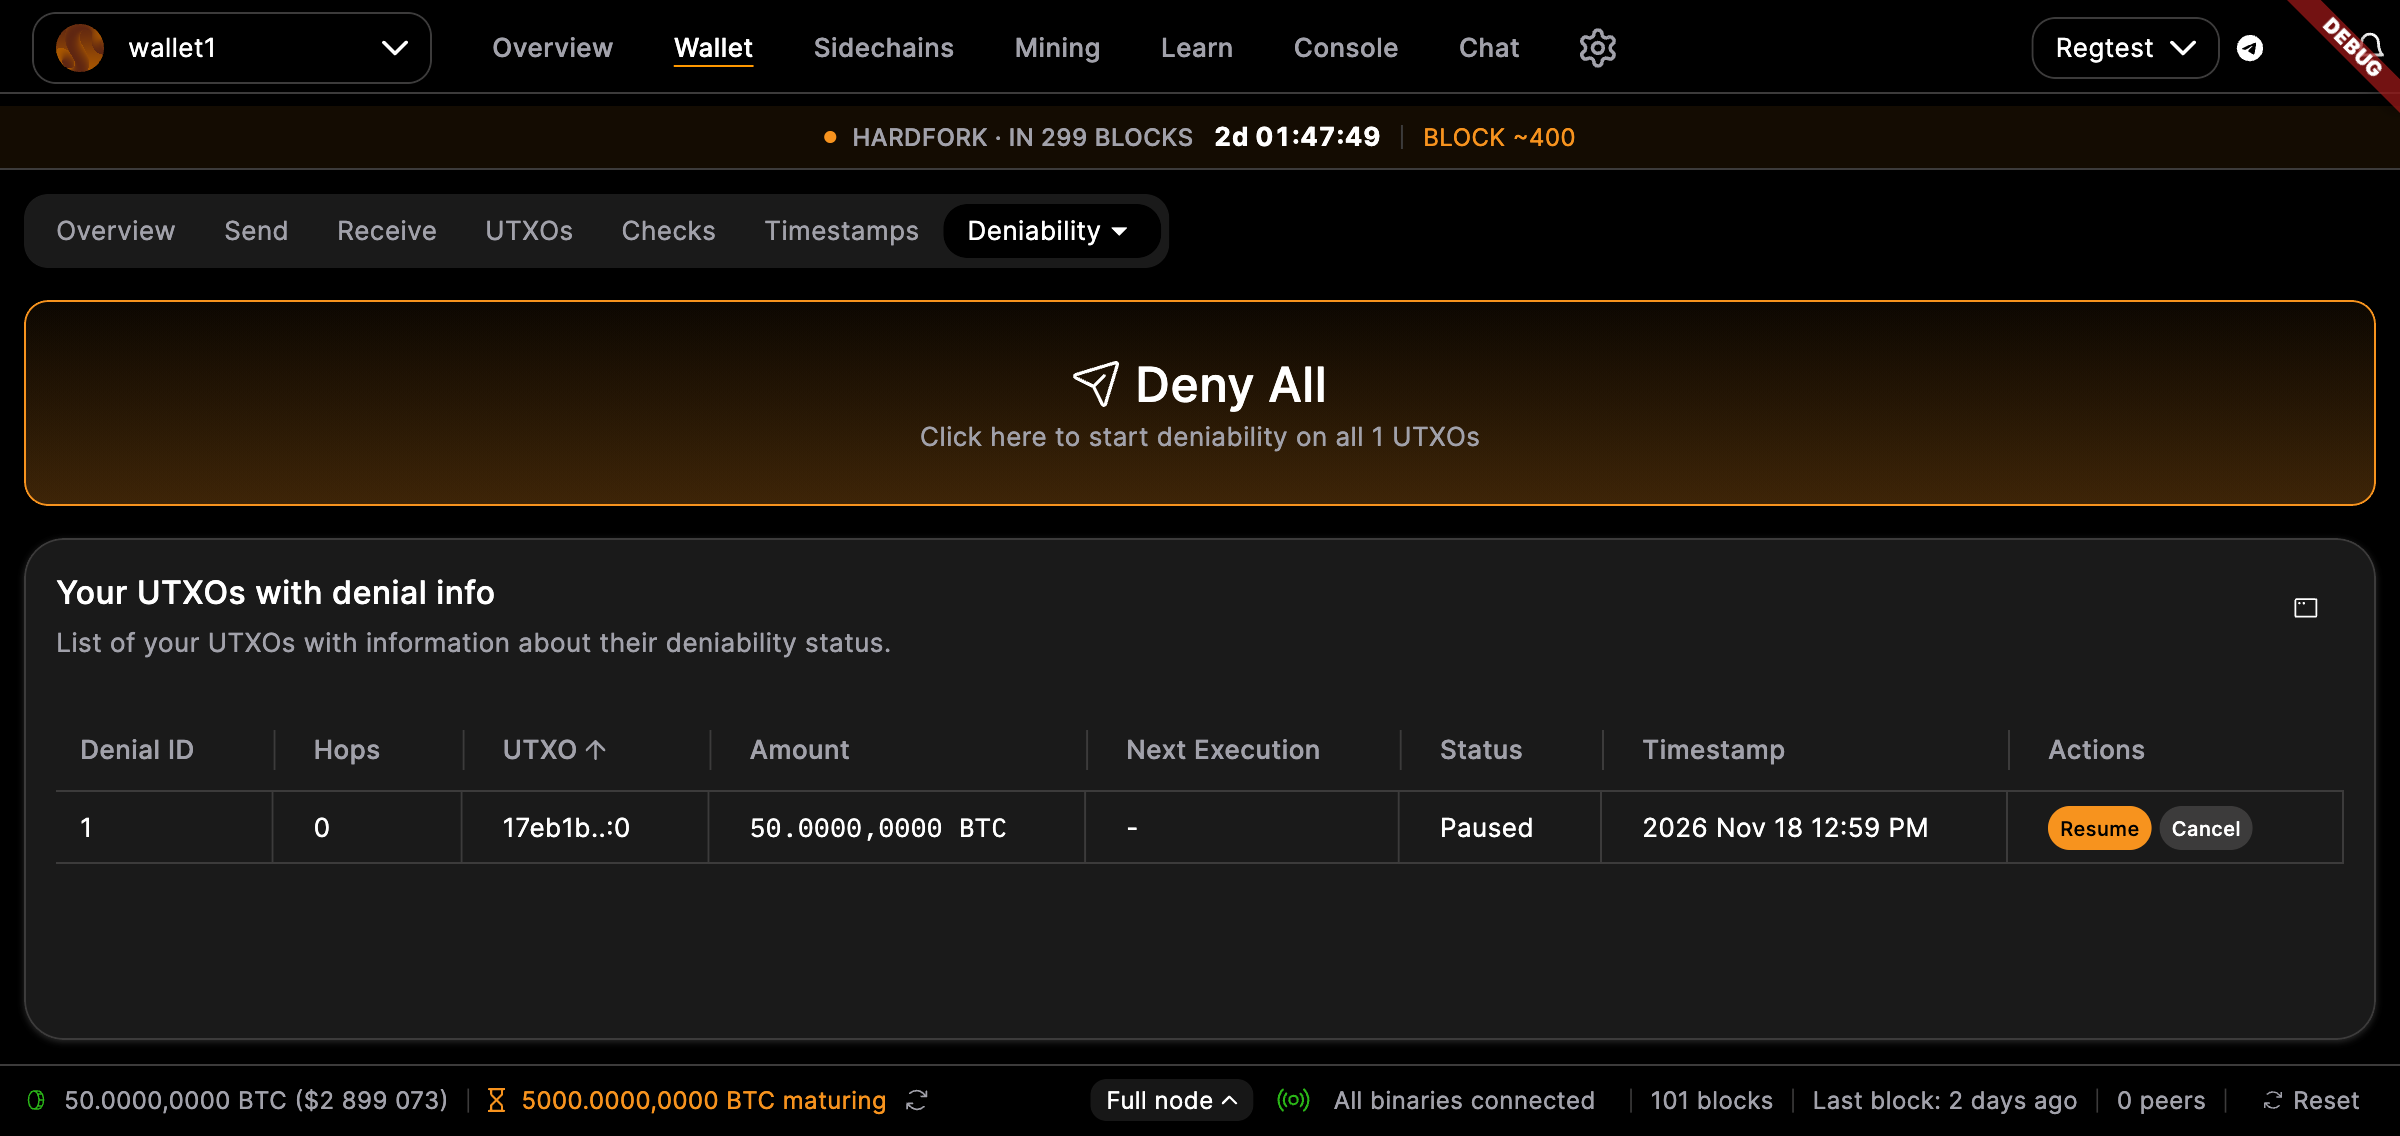 wallet1
Overview
Wallet
Sidechains
Mining
Learn
Console
Chat
Regtest
DEBUG
HARDFORK · IN 299 BLOCKS 2d 01:47:49 BLOCK ~400
Overview
Send
Receive
UTXOs
Checks
Timestamps
Deniability
Deny All
Click here to start deniability on all 1 UTXOs
Your UTXOs with denial info
List of your UTXOs with information about their deniability status.
Denial ID Hops UTXO Amount Next Execution Status Timestamp Actions
1 0 17eb1b..:0 50.0000,0000 BTC - Paused 2026 Nov 18 12:59 PM Resume Cancel
50.0000,0000 BTC ($2 899 073) 5000.0000,0000 BTC maturing Full node All binaries connected 101 blocks Last block: 2 days ago 0 peers Reset